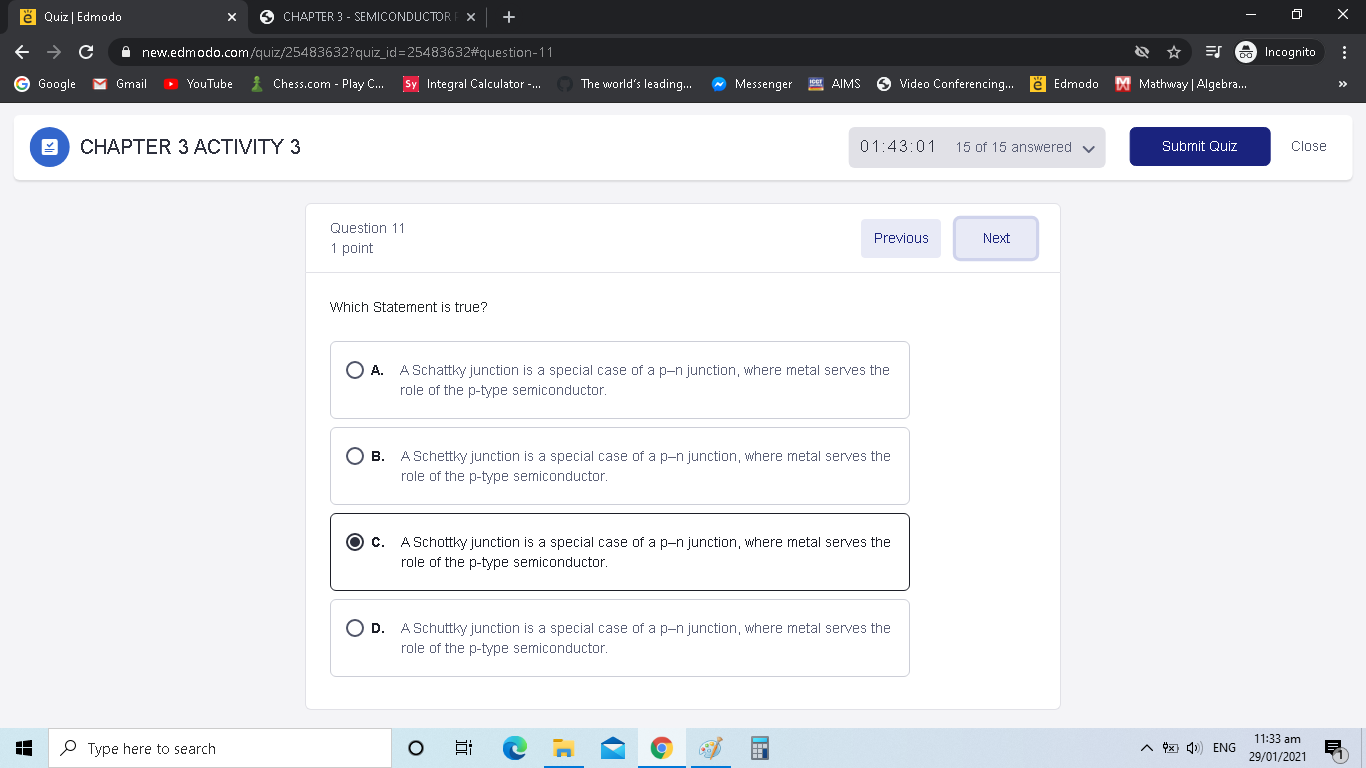 Quiz | Edmodo
CHAPTER 3 - SEMICONDUCTOR
new.edmodo.com/quiz/25483632?quiz_id=25483632#question-11
Incognito
Google
Gmail
YouTube
Chess.com - Play C...
Sy
Integral Calculator -...
The world's leading...
Messenger
AIMS
Video Conferencing...
Edmodo
Mathway | Algebra...
»
CHAPTER 3 ACTIVITY 3
01:43:01
15 of 15 answered
Submit Quiz
Close
Question 11
1 point
Previous
Next
Which Statement is true?
A. A Schattky junction is a special case of a p–n junction, where metal serves the
role of the p-type semiconductor.
B. A Schettky junction is a special case of a p–n junction, where metal serves the
role of the p-type semiconductor.
C. A Schottky junction is a special case of a p–n junction, where metal serves the
role of the p-type semiconductor.
D. A Schuttky junction is a special case of a p–n junction, where metal serves the
role of the p-type semiconductor.
Type here to search
ENG
11:33 am
29/01/2021
1